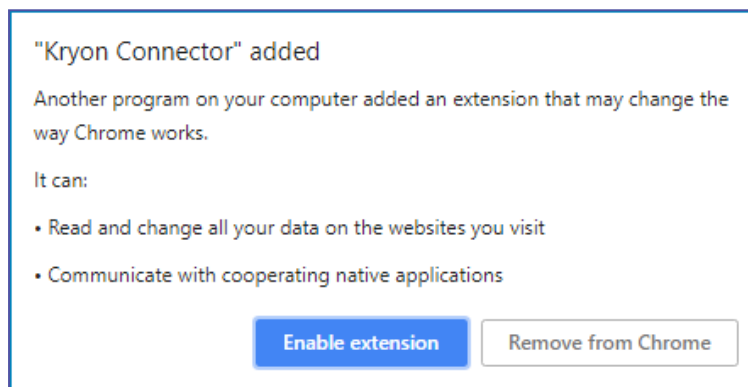 "Kryon Connector" added
Another program on your computer added an extension that may change the
way Chrome works.
It can:
• Read and change all your data on the websites you visit
• Communicate with cooperating native applications
Enable extension
Remove from Chrome